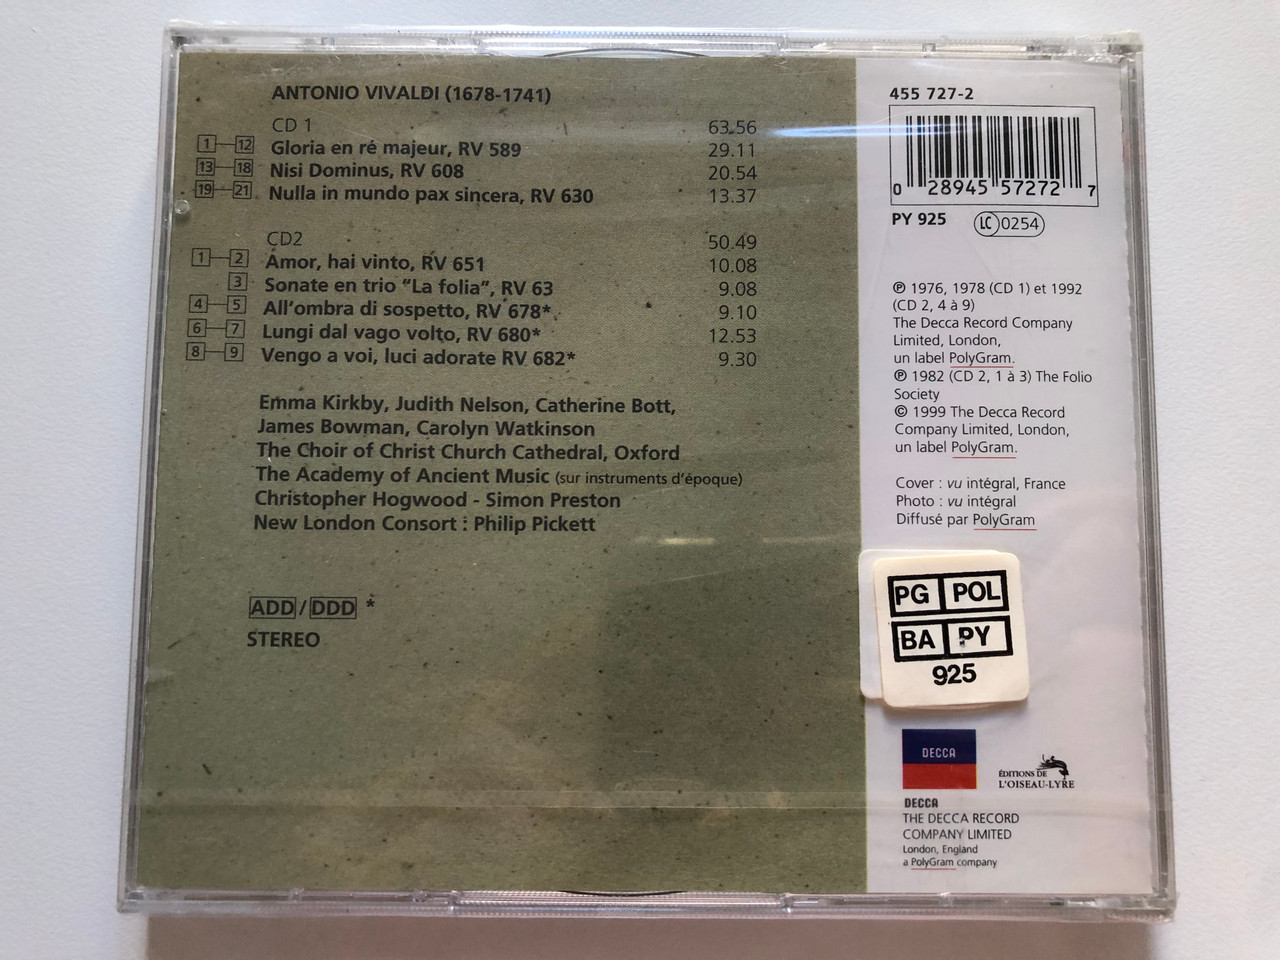 ANTONIO VIVALDI (1678-1741)
CD 1 63.56
1 — 12 Gloria en ré majeur, RV 589 29.11
13 — 18 Nisi Dominus, RV 608 20.54
19 — 21 Nulla in mundo pax sincera, RV 630 13.37
CD2 50.49
1 — 2 Amor, hai vinto, RV 651 10.08
3 Sonate en trio “La folia”, RV 63 9.08
4 — 5 All’ombra di sospetto, RV 678* 9.10
6 — 7 Lungi dal vago volto, RV 680* 12.53
8 — 9 Vengo a voi, luci adorate RV 682* 9.30
Emma Kirkby, Judith Nelson, Catherine Bott,
James Bowman, Carolyn Watkinson
The Choir of Christ Church Cathedral, Oxford
The Academy of Ancient Music (sur instruments d’époque)
Christopher Hogwood - Simon Preston
New London Consort : Philip Pickett
ADD / DDD *
STEREO
455 727-2
0 28945 57272 7
PY 925 LC 0254
℗ 1976, 1978 (CD 1) et 1992
(CD 2, 4 à 9)
The Decca Record Company
Limited, London,
un label PolyGram.
℗ 1982 (CD 2, 1 à 3) The Folio
Society
© 1999 The Decca Record
Company Limited, London,
un label PolyGram.
Cover : vu intégral, France
Photo : vu intégral
Diffusé par PolyGram
PG POL
BA PY
925
DECCA
ÉDITIONS DE
L'OISEAU-LYRE
DECCA
THE DECCA RECORD
COMPANY LIMITED
London, England
a PolyGram company